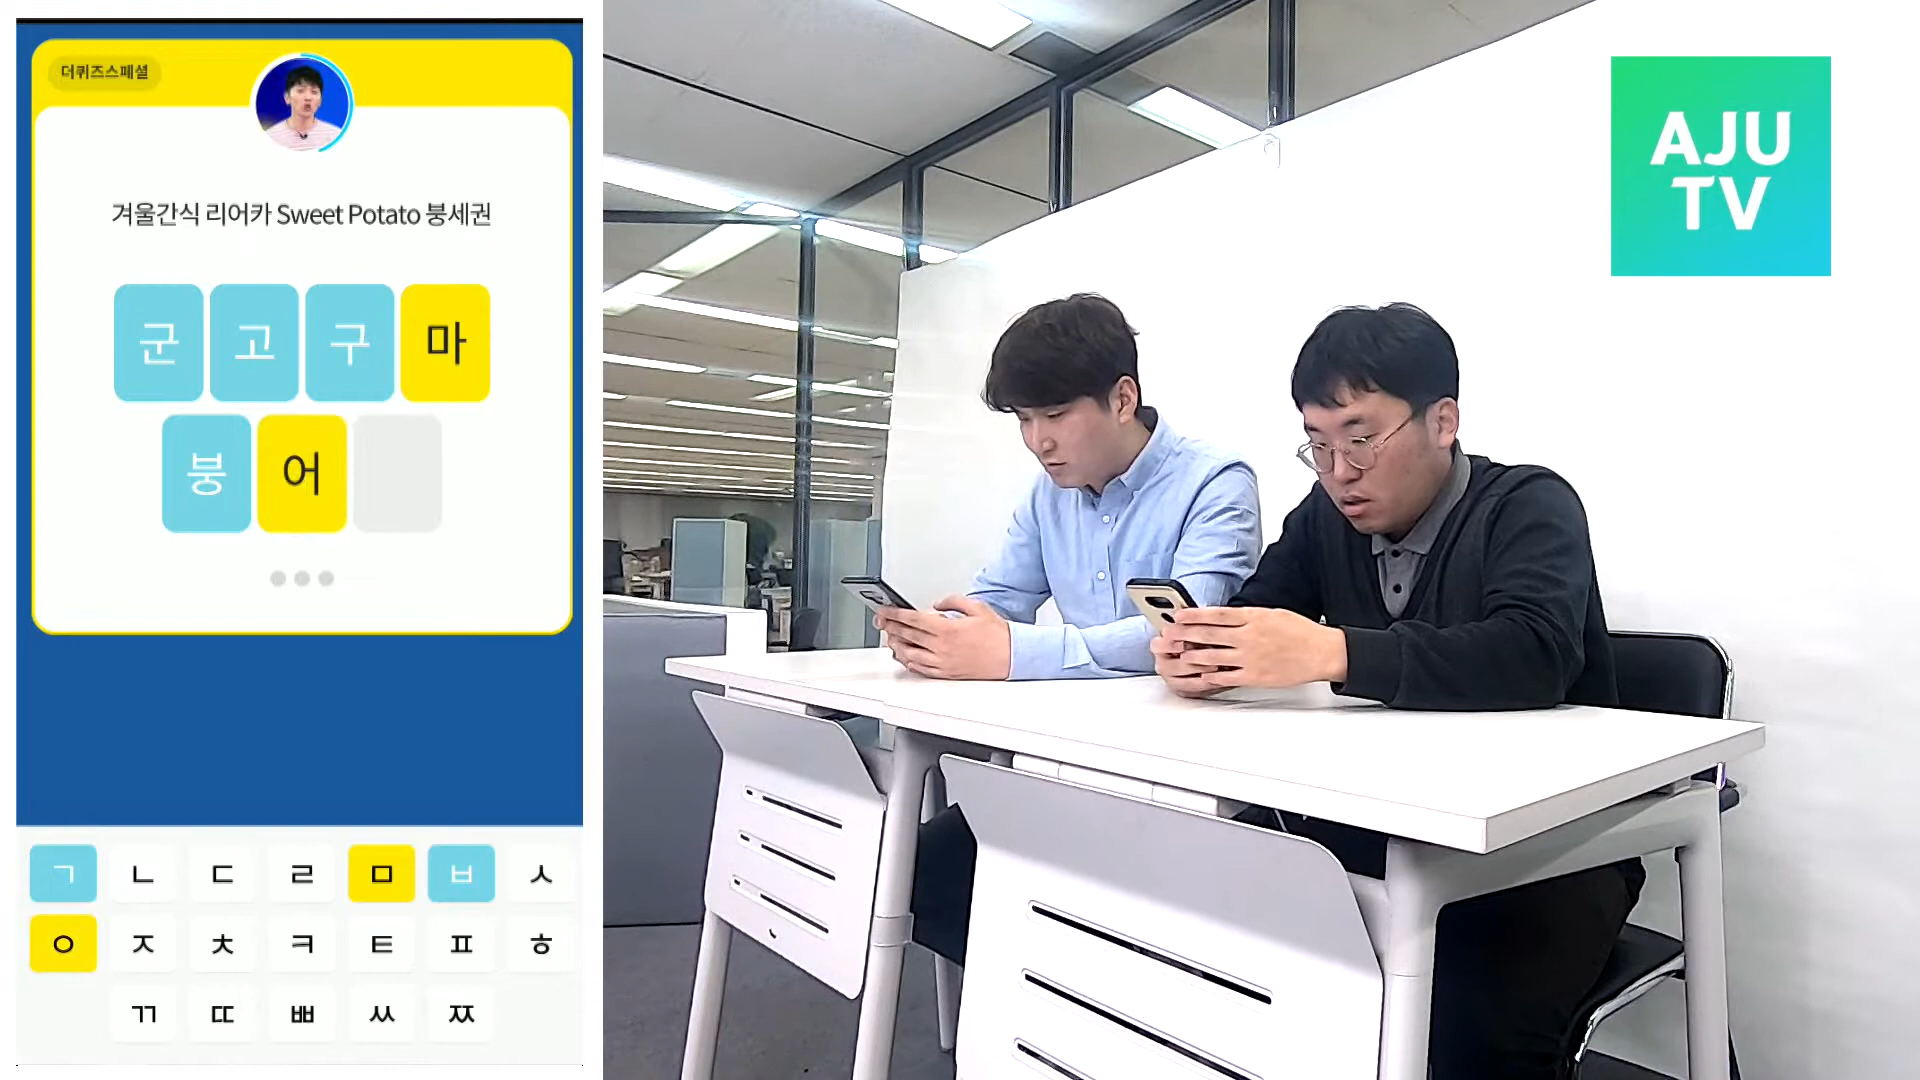 더퀴즈스패셜
겨울간식 리어카 Sweet Potato 붕세권
군 고 구 마
붕 어
ㄱ ㄴ ㄷ ㄹ ㅁ ㅂ ㅅ
ㅇ ㅈ ㅊ ㅋ ㅌ ㅍ ㅎ
ㄲ ㄸ ㅃ ㅆ ㅉ
AJU
TV